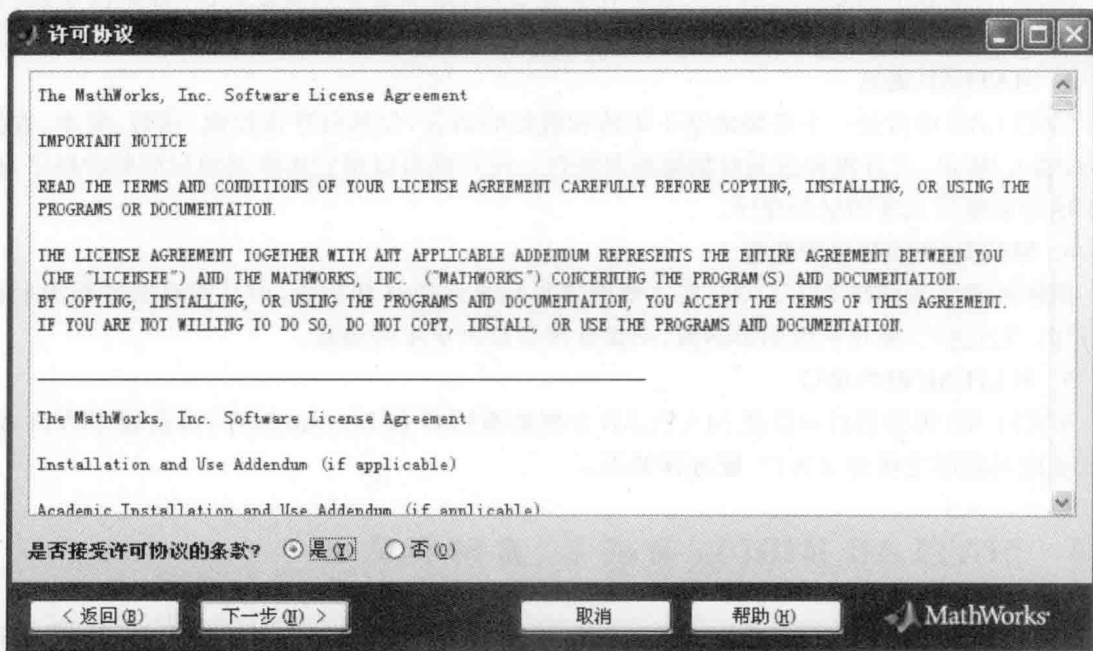 许可协议
The MathWorks, Inc. Software License Agreement
IMPORTANT NOTICE
READ THE TERMS AND CONDITIONS OF YOUR LICENSE AGREEMENT CAREFULLY BEFORE COPYING, INSTALLING, OR USING THE
PROGRAMS OR DOCUMENTATION.
THE LICENSE AGREEMENT TOGETHER WITH ANY APPLICABLE ADDENDUM REPRESENTS THE ENTIRE AGREEMENT BETWEEN YOU
(THE "LICENSEE") AND THE MATHWORKS, INC. ("MATHWORKS") CONCERNING THE PROGRAM(S) AND DOCUMENTATION.
BY COPYING, INSTALLING, OR USING THE PROGRAMS AND DOCUMENTATION, YOU ACCEPT THE TERMS OF THIS AGREEMENT.
IF YOU ARE NOT WILLING TO DO SO, DO NOT COPY, INSTALL, OR USE THE PROGRAMS AND DOCUMENTATION.
The MathWorks, Inc. Software License Agreement
Installation and Use Addendum (if applicable)
Academic Installation and Use Addendum (if applicable)
是否接受许可协议的条款? 是(Y) 否(O)
< 返回(B) 下一步(N) > 取消 帮助(H) MathWorks